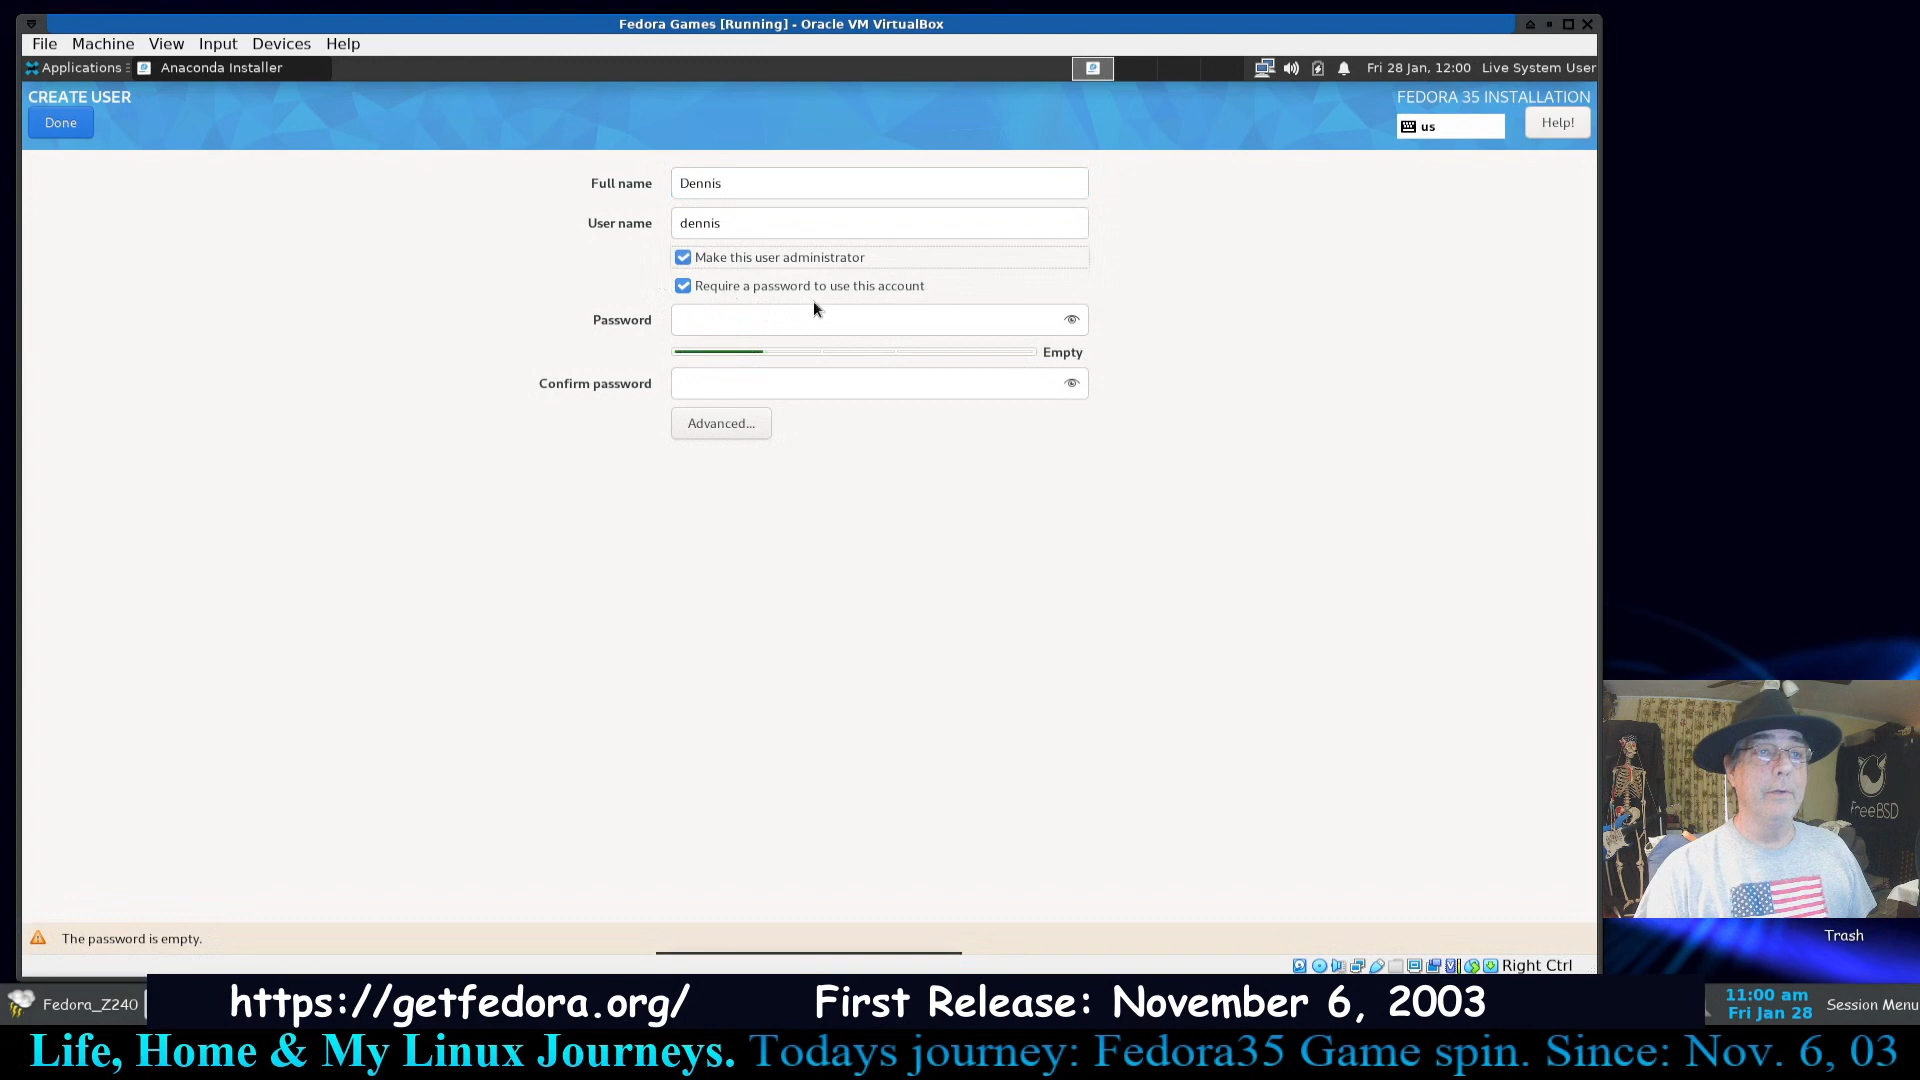 Fedora Games [Running] - Oracle VM VirtualBox
File Machine View Input Devices Help
Applications Anaconda Installer Fri 28 Jan, 12:00 Live System User
CREATE USER FEDORA 35 INSTALLATION
Done us Help!
Full name Dennis
User name dennis
Make this user administrator
Require a password to use this account
Password
Empty
Confirm password
Advanced...
FreeBSD
The password is empty.
Trash
Right Ctrl
Fedora_Z240 https://getfedora.org/ First Release: November 6, 2003 11:00 am Session Menu
Fri Jan 28
Life, Home & My Linux Journeys. Todays journey: Fedora35 Game spin. Since: Nov. 6, 03